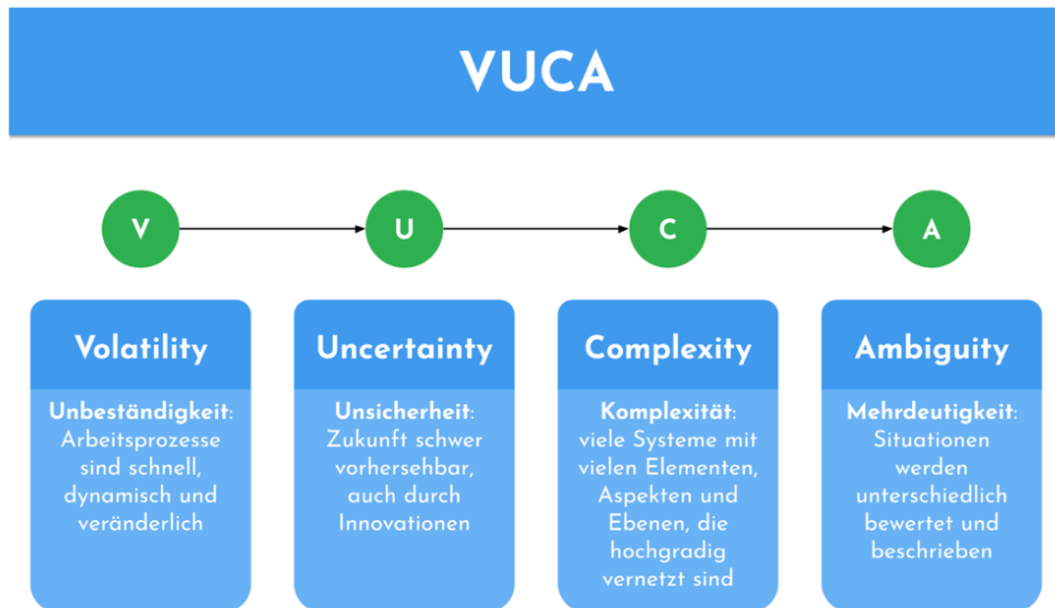 VUCA
V
U
C
A
Volatility
Unbeständigkeit:
Arbeitsprozesse
sind schnell,
dynamisch und
veränderlich
Uncertainty
Unsicherheit:
Zukunft schwer
vorhersehbar,
auch durch
Innovationen
Complexity
Komplexität:
viele Systeme mit
vielen Elementen,
Aspekten und
Ebenen, die
hochgradig
vernetzt sind
Ambiguity
Mehrdeutigkeit:
Situationen
werden
unterschiedlich
bewertet und
beschrieben